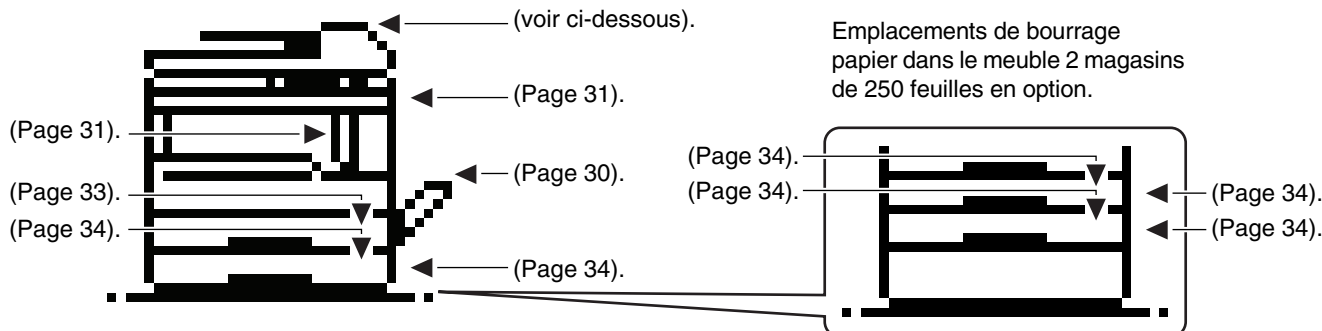 (voir ci-dessous).
Emplacements de bourrage
papier dans le meuble 2 magasins
de 250 feuilles en option.
(Page 31).
(Page 31).
(Page 30).
(Page 33).
(Page 34).
(Page 34).
(Page 34).
(Page 34).
(Page 34).
(Page 34).